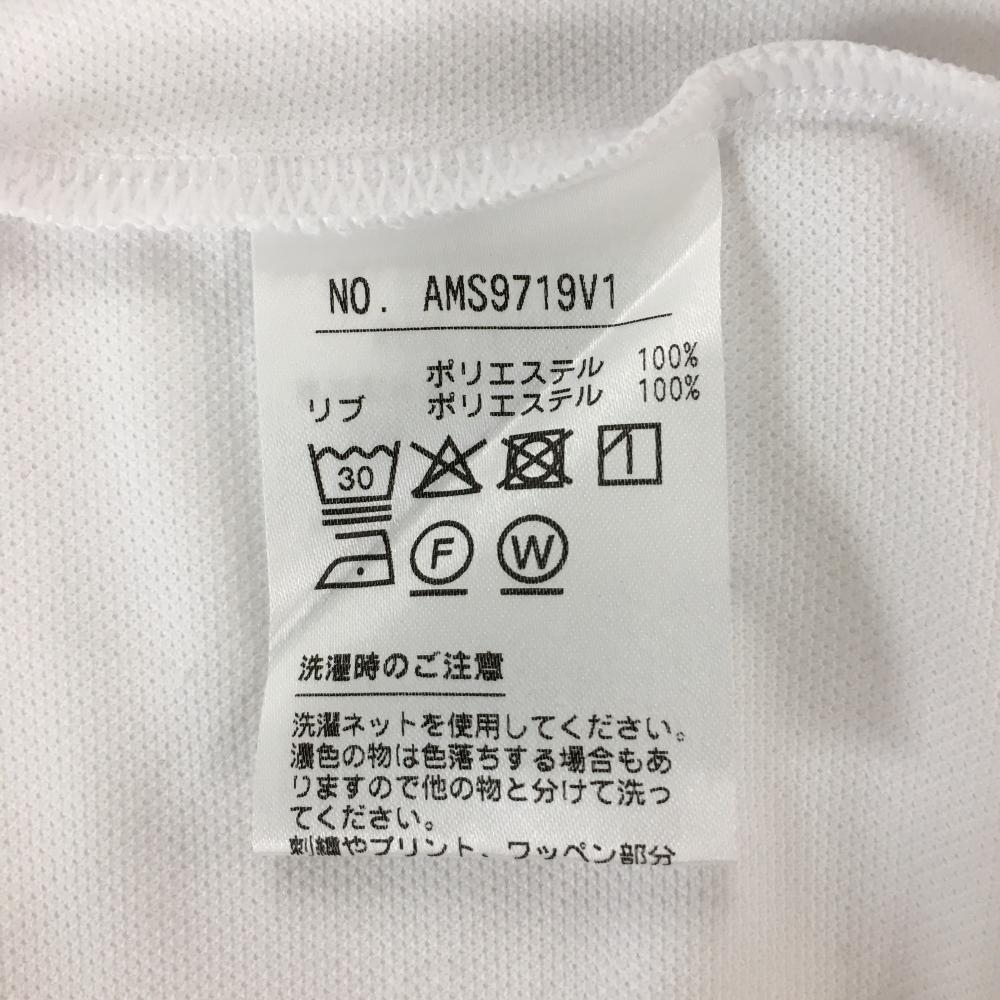 NO. AMS9719V1
ポリエステル 100%
リブ ポリエステル 100%
30
F W
洗濯時のご注意
洗濯ネットを使用してください。
濃色の物は色落ちする場合もあ
りますので他の物と分けて洗っ
てください。
刺繍やプリント、ワッペン部分